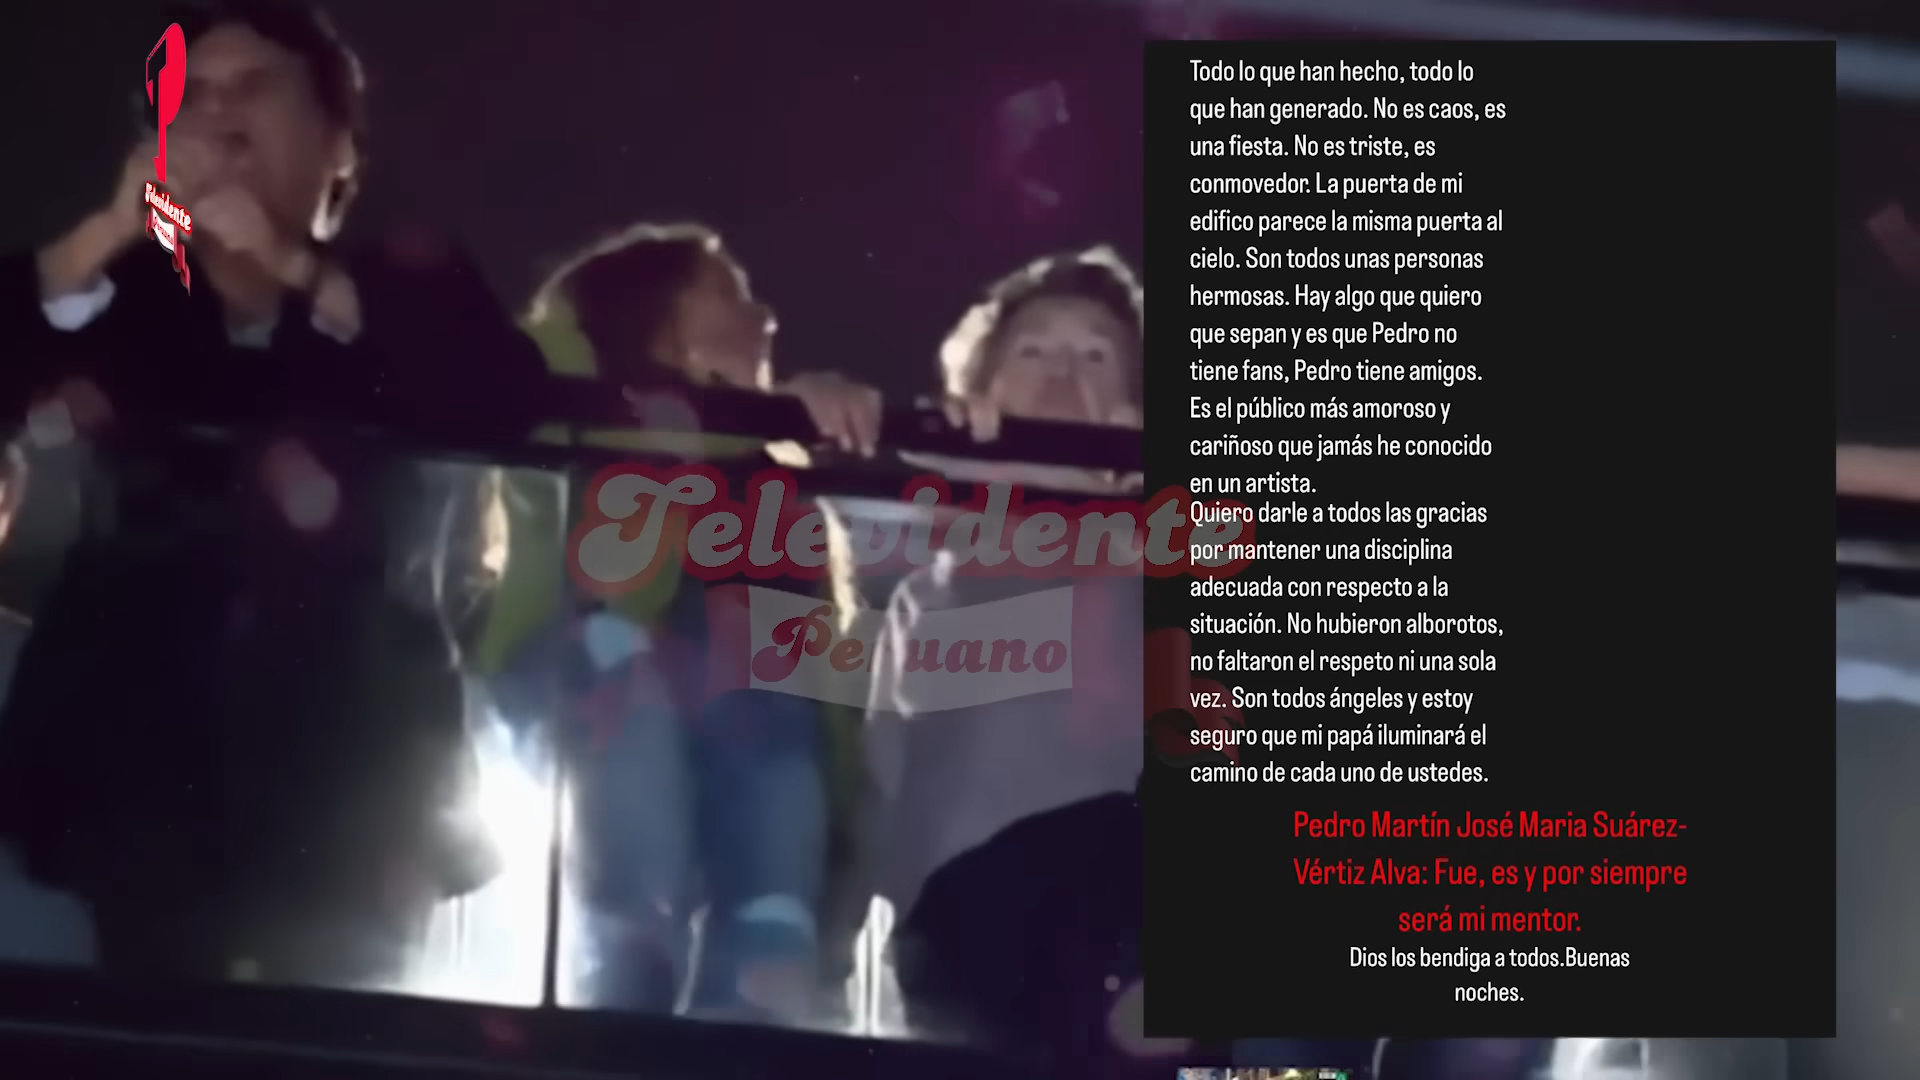 Televidente
Peruano
Todo lo que han hecho, todo lo
que han generado. No es caos, es
una fiesta. No es triste, es
conmovedor. La puerta de mi
edifico parece la misma puerta al
cielo. Son todos unas personas
hermosas. Hay algo que quiero
que sepan y es que Pedro no
tiene fans, Pedro tiene amigos.
Es el público más amoroso y
cariñoso que jamás he conocido
en un artista.
Quiero darle a todos las gracias
por mantener una disciplina
adecuada con respecto a la
situación. No hubieron alborotos,
no faltaron el respeto ni una sola
vez. Son todos ángeles y estoy
seguro que mi papá iluminará el
camino de cada uno de ustedes.
Pedro Martín José Maria Suárez-
Vértiz Alva: Fue, es y por siempre
será mi mentor.
Dios los bendiga a todos.Buenas
noches.
Televidente
Peruano